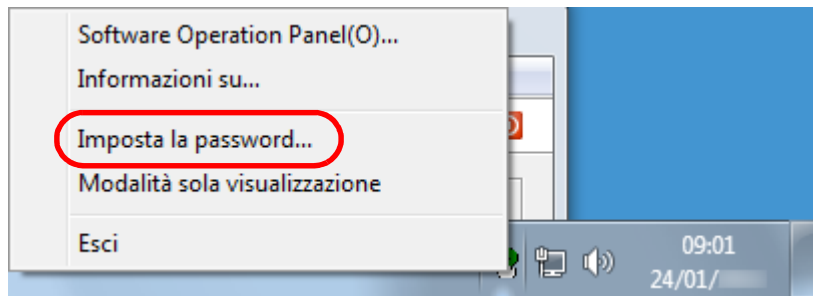 Software Operation Panel(O)...
Informazioni su...
Imposta la password...
Modalità sola visualizzazione
Esci
09:01
24/01/